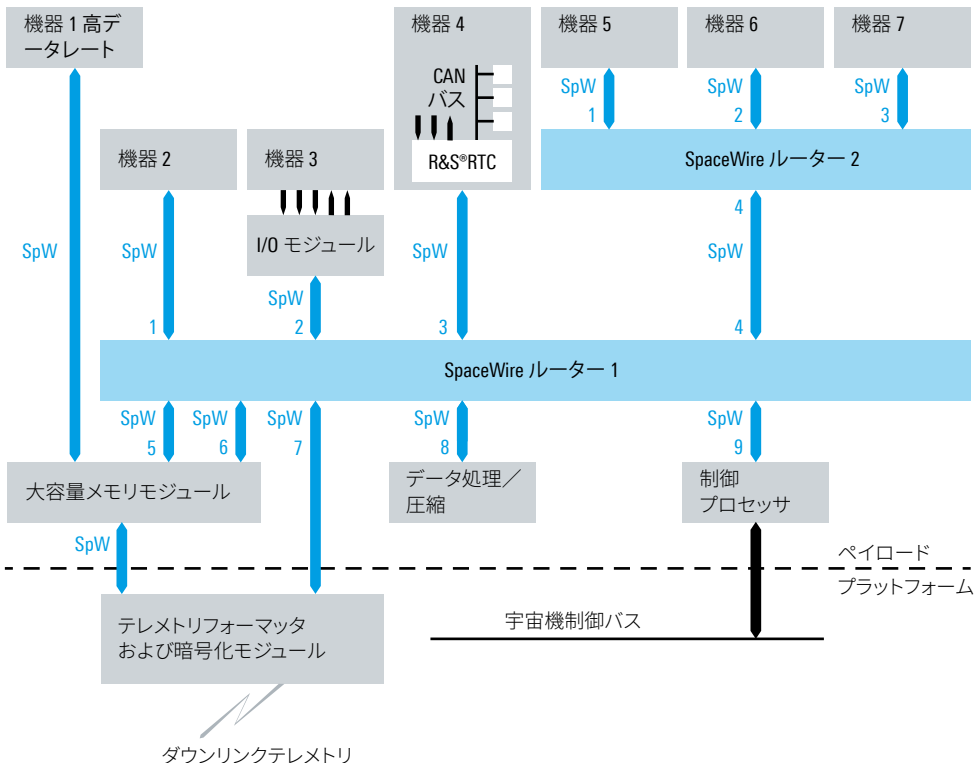 機器 1 高デ
ータレート
機器 4
機器 5
機器 6
機器 7
CAN
バス
R&S®RTC
SpW
1
SpW
2
SpW
3
機器 2
機器 3
SpaceWire ルーター 2
I/O モジュール
4
SpW
SpW
SpW
SpW
SpW
SpW
1
2
3
4
SpaceWire ルーター 1
SpW
5
SpW
6
SpW
7
SpW
8
SpW
9
大容量メモリモジュール
データ処理／
圧縮
制御
プロセッサ
SpW
ペイロード
プラットフォーム
テレメトリフォーマッタ
および暗号化モジュール
宇宙機制御バス
ダウンリンクテレメトリ